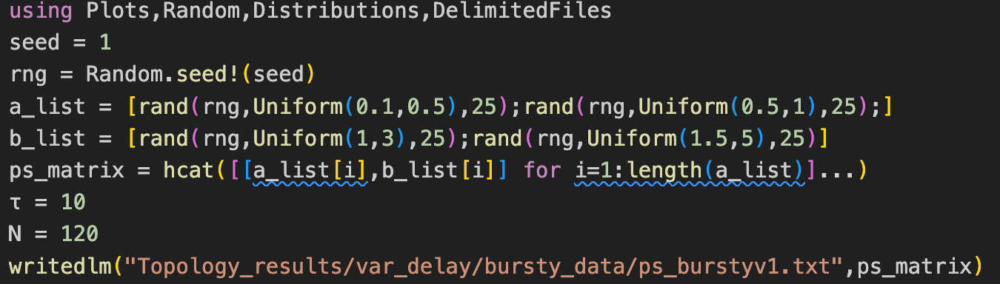 using Plots,Random,Distributions,DelimitedFiles
seed = 1
rng = Random.seed!(seed)
a_list = [rand(rng,Uniform(0.1,0.5),25);rand(rng,Uniform(0.5,1),25);]
b_list = [rand(rng,Uniform(1,3),25);rand(rng,Uniform(1.5,5),25)]
ps_matrix = hcat([[a_list[i],b_list[i]] for i=1:length(a_list)]...)
τ = 10
N = 120
writedlm("Topology_results/var_delay/bursty_data/ps_burstyv1.txt",ps_matrix)